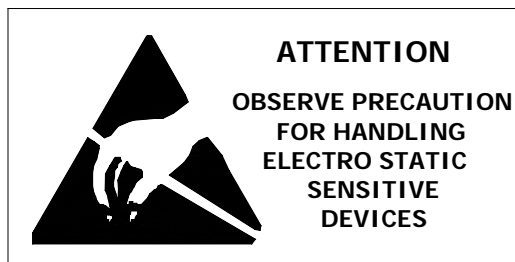 ATTENTION
OBSERVE PRECAUTION
FOR HANDLING
ELECTRO STATIC
SENSITIVE
DEVICES